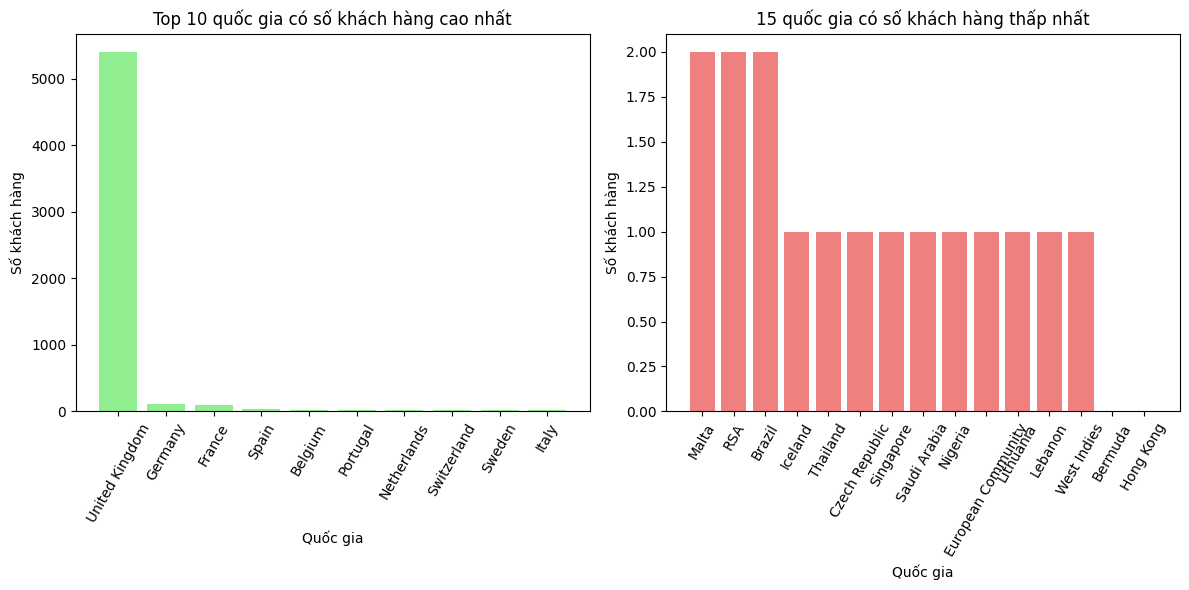 Top 10 quốc gia có số khách hàng cao nhất
Số khách hàng
5000
4000
3000
2000
1000
0
United Kingdom
Germany
France
Spain
Belgium
Portugal
Netherlands
Switzerland
Sweden
Italy
Quốc gia
15 quốc gia có số khách hàng thấp nhất
Số khách hàng
2.00
1.75
1.50
1.25
1.00
0.75
0.50
0.25
0.00
Malta
RSA
Brazil
Iceland
Thailand
Czech Republic
Singapore
Saudi Arabia
Nigeria
European Community
Lithuania
Lebanon
West Indies
Bermuda
Hong Kong
Quốc gia